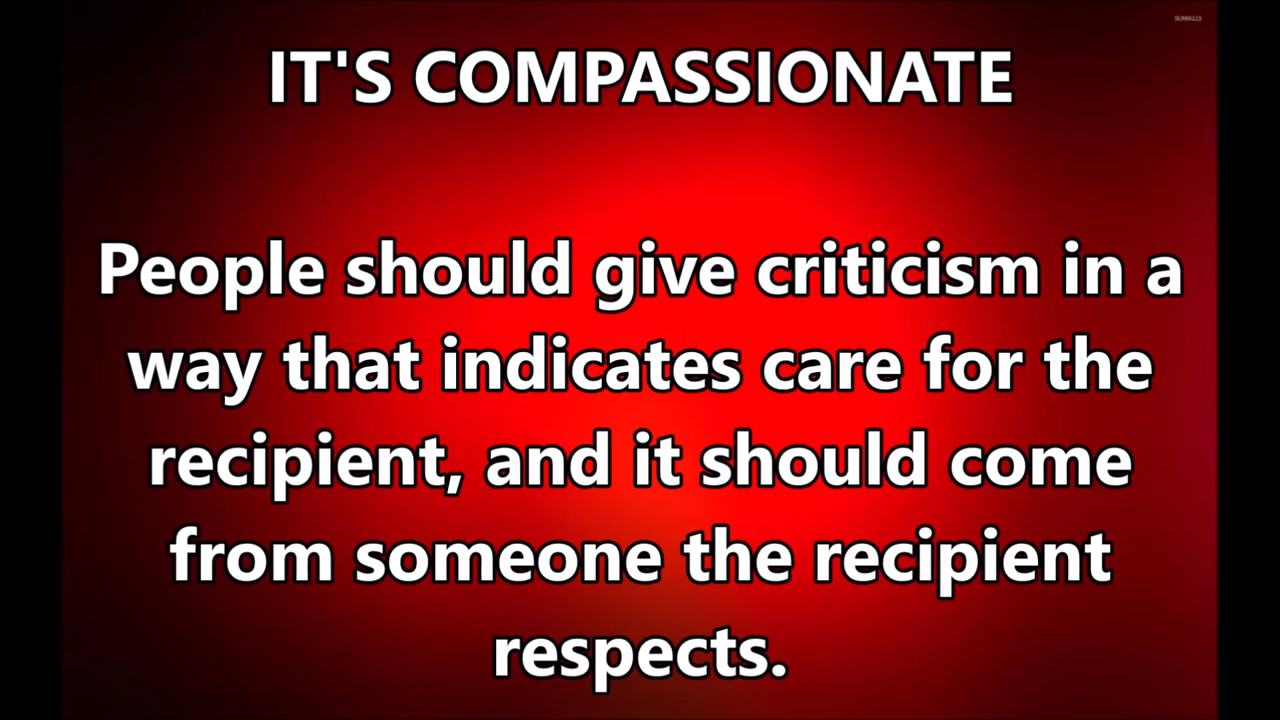 SUWALLS
IT'S COMPASSIONATE
People should give criticism in a
way that indicates care for the
recipient, and it should come
from someone the recipient
respects.